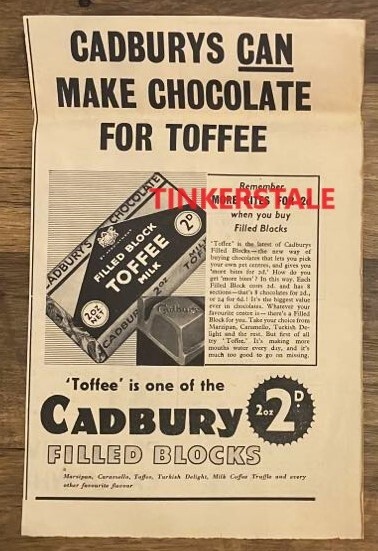 CADBURYS CAN
MAKE CHOCOLATE
FOR TOFFEE
CADBURY'S CHOCOLATE
FILLED BLOCK
TOFFEE
MILK
2D
2 OZ
NET
CADBURY
2 OZ
Cadbury
TINKERSTALE
Remember
MORE BITES FOR 2d
when you buy
Filled Blocks
'Toffee' is the latest of Cadburys
Filled Blocks—the new way of
buying chocolates that lets you pick
your own pet centres, and gives you
'more bites for 2d.' How do you
get 'more bites'? In this way. Each
Filled Block costs 2d. and has 8
sections—that's 8 chocolates for 2d.,
or 24 for 6d.! It's the biggest value
ever in chocolates. Whatever your
favourite centre is—there's a Filled
Block for you. Take your choice from
Marzipan, Caramello, Turkish De-
light and the rest. But first of all
try 'Toffee.' It's making more
mouths water every day, and it's
much too good to go on missing.
'Toffee' is one of the
CADBURY 2oz 2D
FILLED BLOCKS
Marzipan, Caramello, Toffee, Turkish Delight, Milk Coffee Truffle and every
other favourite flavour